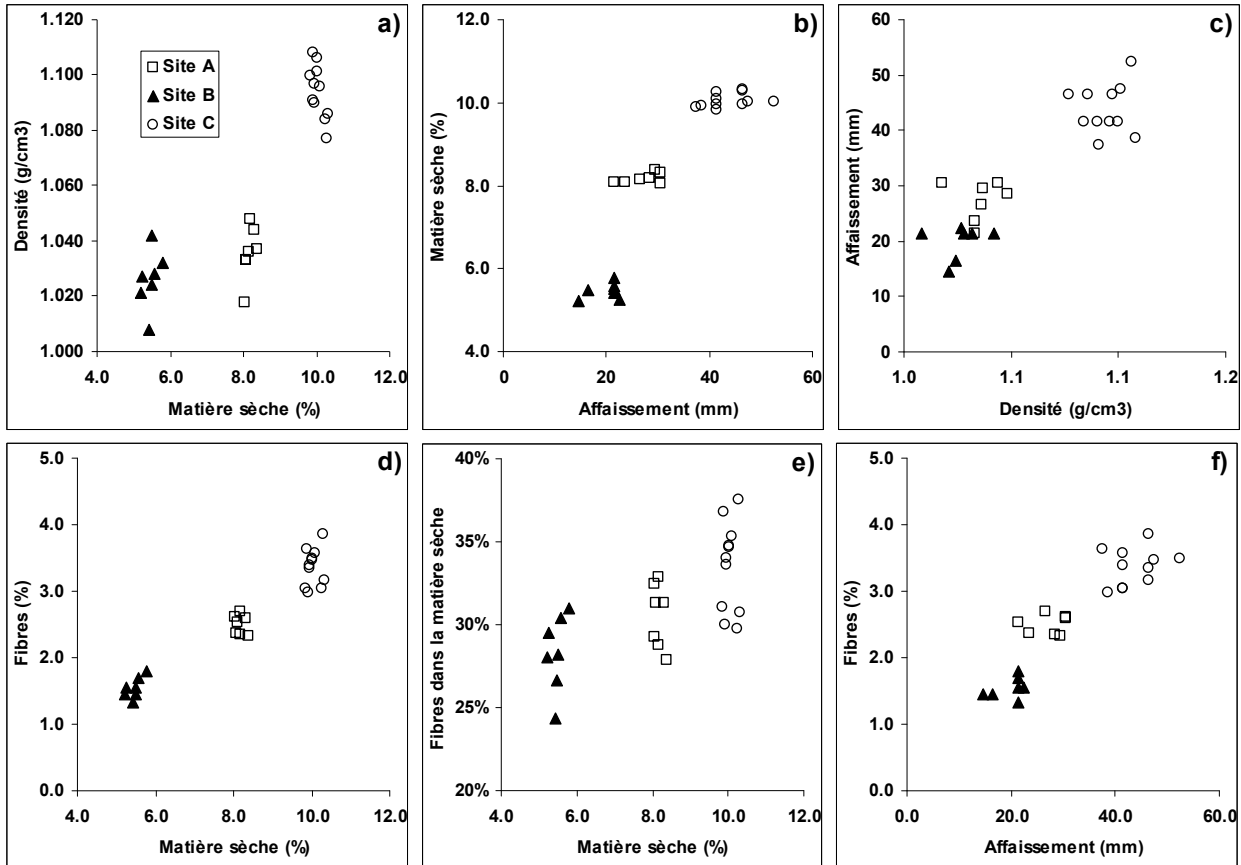 a)
1.120
1.100
1.080
1.060
1.040
1.020
1.000
Densité (g/cm3)
Site A
Site B
Site C
4.0 6.0 8.0 10.0 12.0
Matière sèche (%)
b)
12.0
10.0
8.0
6.0
4.0
Matière sèche (%)
0 20 40 60
Affaissement (mm)
c)
60
50
40
30
20
10
0
Affaissement (mm)
1.0 1.1 1.1 1.2
Densité (g/cm3)
d)
5.0
4.0
3.0
2.0
1.0
0.0
Fibres (%)
4.0 6.0 8.0 10.0 12.0
Matière sèche (%)
e)
40%
35%
30%
25%
20%
Fibres dans la matière sèche
4.0 6.0 8.0 10.0 12.0
Matière sèche (%)
f)
5.0
4.0
3.0
2.0
1.0
0.0
Fibres (%)
0.0 20.0 40.0 60.0
Affaissement (mm)